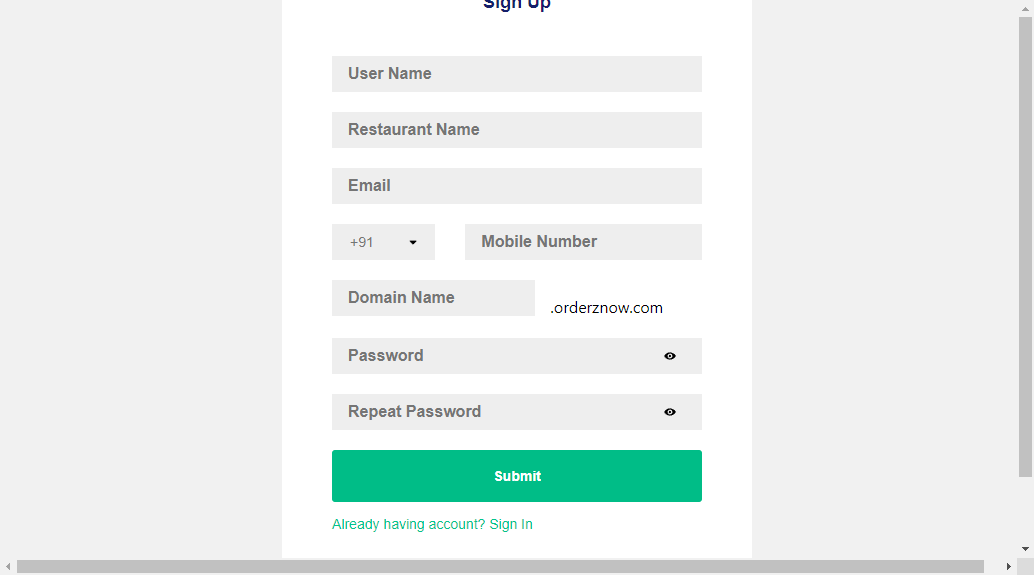 Sign Up
User Name
Restaurant Name
Email
+91
Mobile Number
Domain Name
.orderznow.com
Password
Repeat Password
Submit
Already having account? Sign In